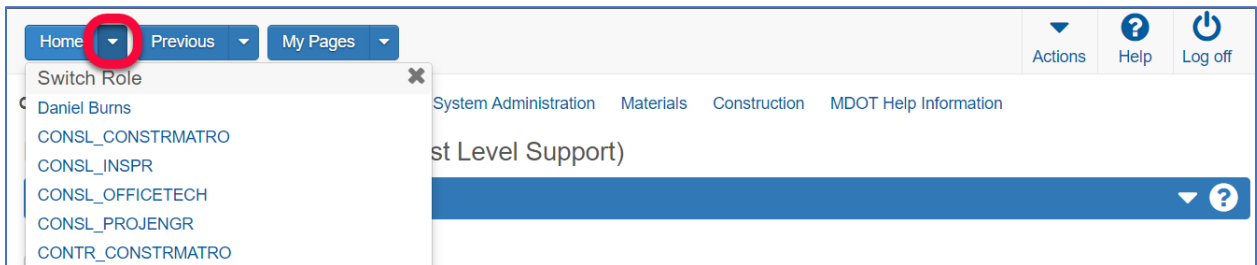 Home Previous My Pages
Actions Help Log off
Switch Role
Daniel Burns System Administration Materials Construction MDOT Help Information
CONSL_CONSTRMATRO
st Level Support)
CONSL_INSPR
CONSL_OFFICETECH
CONSL_PROJENGR
CONTR_CONSTRMATRO